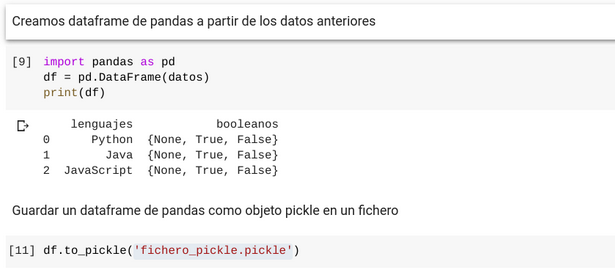 Creamos dataframe de pandas a partir de los datos anteriores
[9] import pandas as pd
df = pd.DataFrame(datos)
print(df)
lenguajes booleanos
0 Python {None, True, False}
1 Java {None, True, False}
2 JavaScript {None, True, False}
Guardar un dataframe de pandas como objeto pickle en un fichero
[11] df.to_pickle('fichero_pickle.pickle')